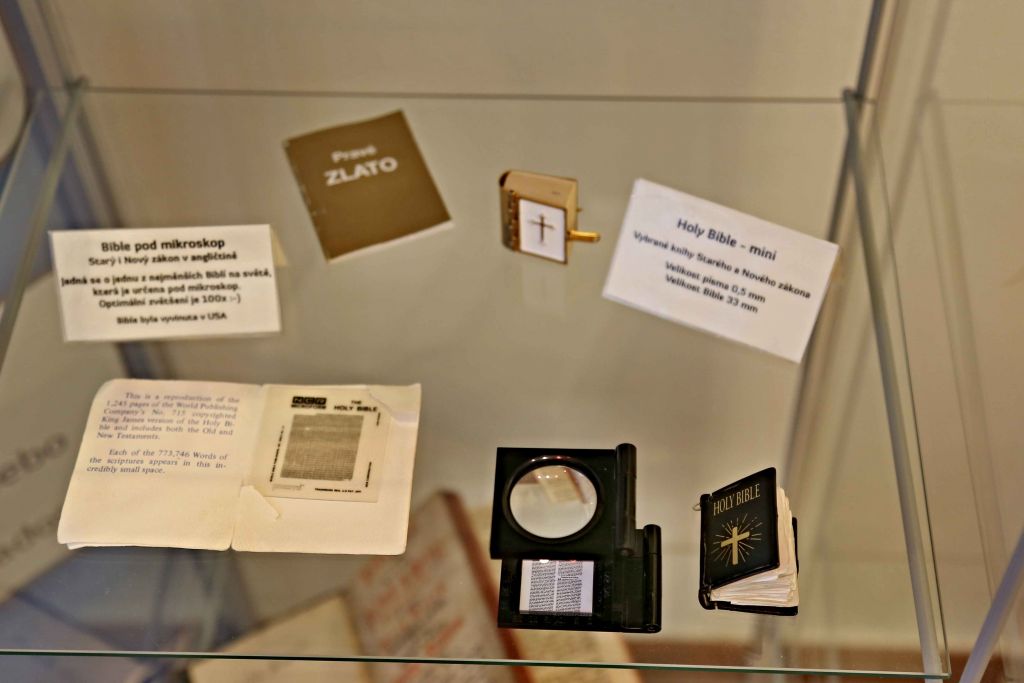 Pravé
ZLATO
Bible pod mikroskop
Starý i Nový zákon v angličtině
Jedná se o jednu z nejmenších Biblí na světě,
která je určena pod mikroskop.
Optimální zvětšení je 100x :-)
Bible byla vyvinuta v USA
Holy Bible - mini
Vybrané knihy Starého a Nového zákona
Velikost písma 0,5 mm
Velikost Bible 33 mm
This is a reproduction of the
1,245 pages of the World Publishing
Company's No. 715 copyrighted
King James version of the Holy Bi-
ble and includes both the Old and
New Testaments.
Each of the 773,746 Words of
the scriptures appears in this in-
credibly small space.
NCR
MICROFORM
THE
HOLY BIBLE
HOLY BIBLE